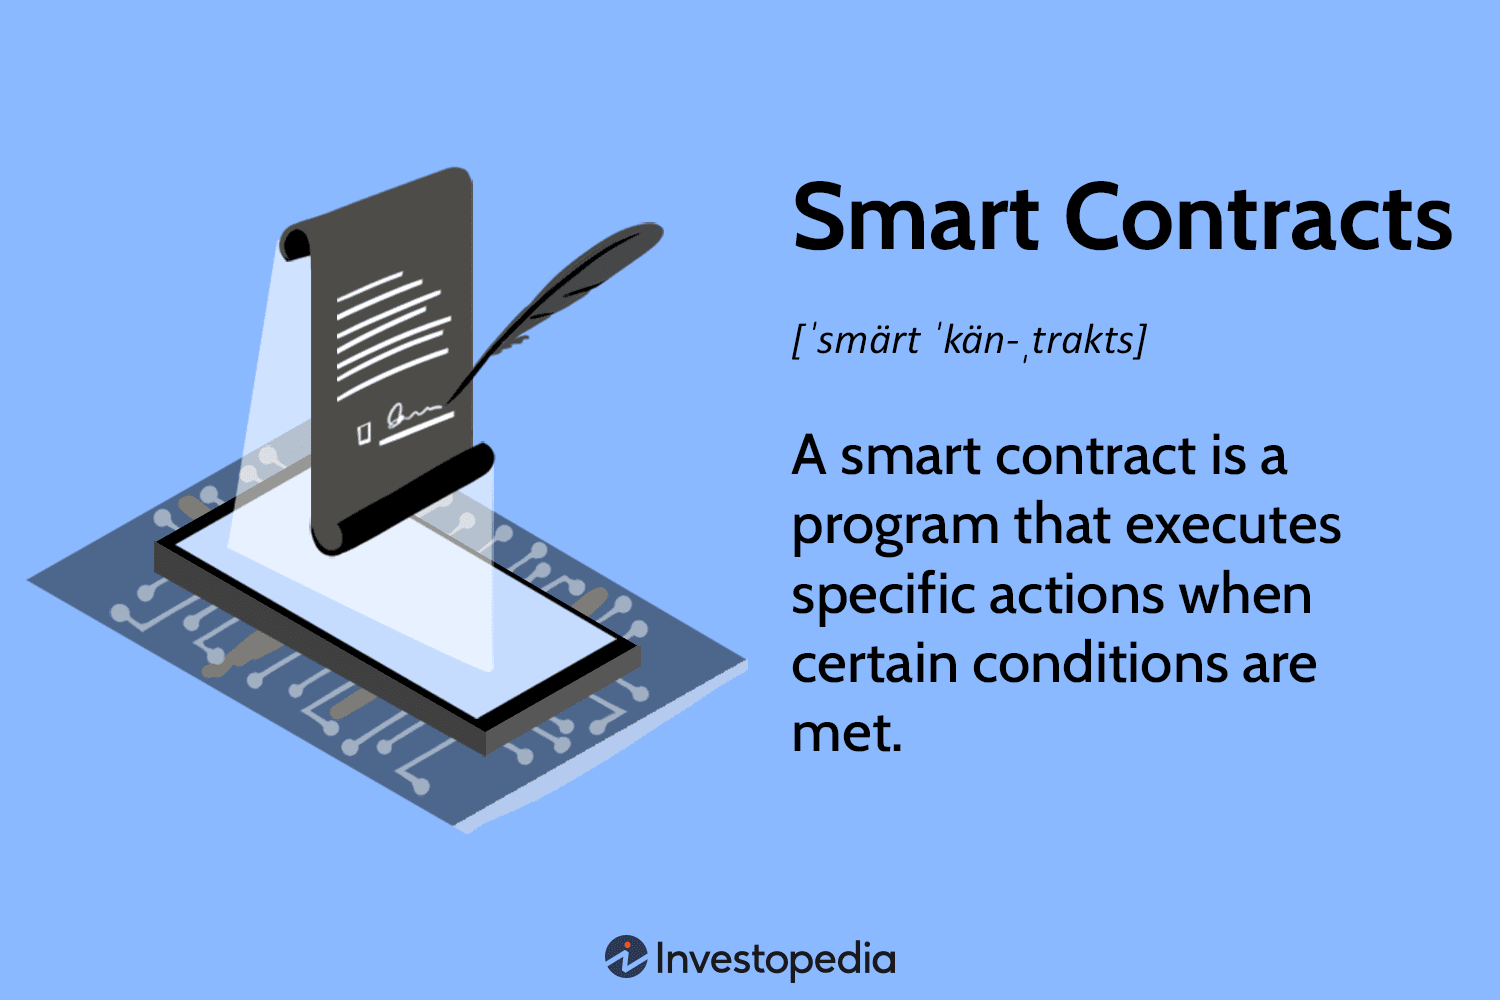 Smart Contracts
[ˈsmärt ˈkän-ˌtrakts]
A smart contract is a
program that executes
specific actions when
certain conditions are
met.
Investopedia